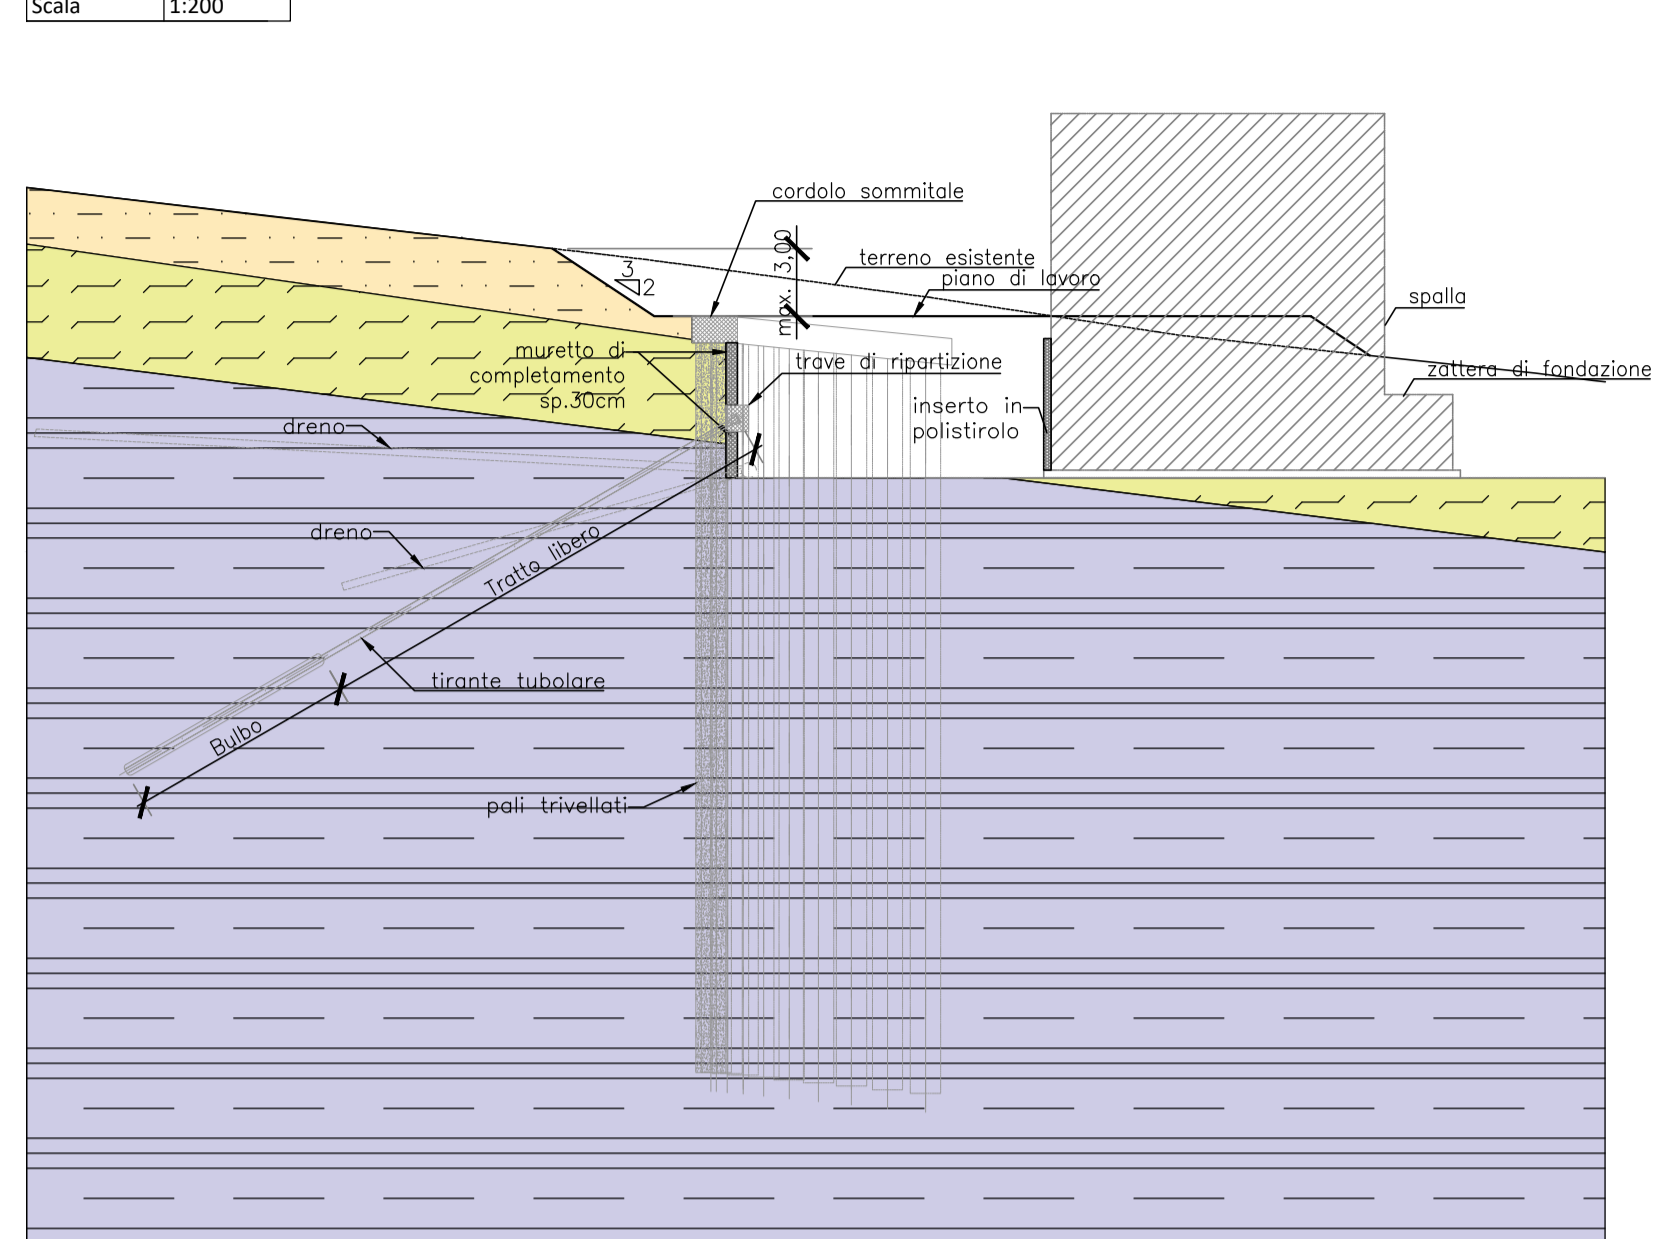 Scala 1:200
cordolo sommitale
max. 3,00
terreno esistente
piano di lavoro
3
2
spalla
muretto di
completamento
sp.30cm
trave di ripartizione
zattera di fondazione
inserto in
polistirolo
dreno
dreno
Tratto libero
tirante tubolare
Bulbo
pali trivellati